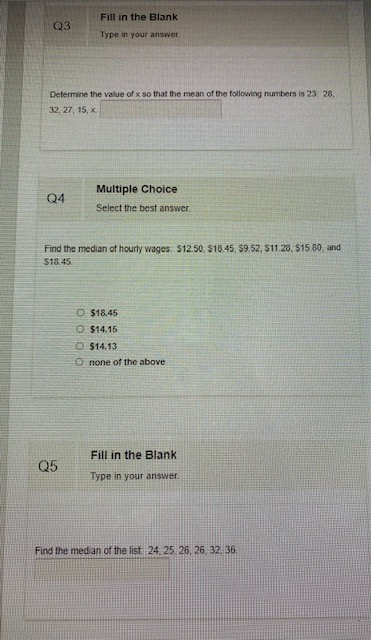 Q3
Fill in the Blank
Type in your answer.
Determine the value of x so that the mean of the following numbers is 23: 28,
32, 27, 15, x.
Q4
Multiple Choice
Select the best answer.
Find the median of hourly wages: $12.50, $18.45, $9.52, $11.28, $15.80, and
$18.45.
$18.45
$14.15
$14.13
none of the above
Q5
Fill in the Blank
Type in your answer.
Find the median of the list: 24, 25, 26, 26, 32, 36.